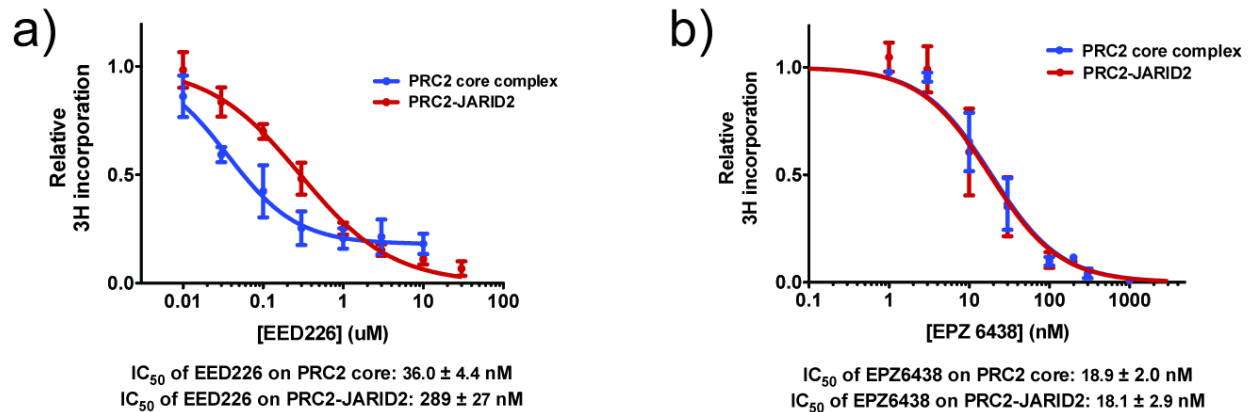 a)
Relative
3H incorporation
1.0
0.5
0.0
PRC2 core complex
PRC2-JARID2
0.01
0.1
1
10
100
[EED226] (uM)
IC50 of EED226 on PRC2 core: 36.0 ± 4.4 nM
IC50 of EED226 on PRC2-JARID2: 289 ± 27 nM
b)
Relative
3H incorporation
1.0
0.5
0.0
PRC2 core complex
PRC2-JARID2
0.1
1
10
100
1000
[EPZ 6438] (nM)
IC50 of EPZ6438 on PRC2 core: 18.9 ± 2.0 nM
IC50 of EPZ6438 on PRC2-JARID2: 18.1 ± 2.9 nM